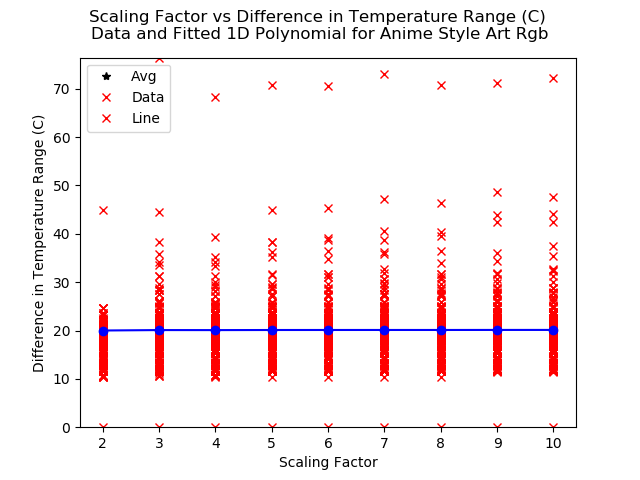 Scaling Factor vs Difference in Temperature Range (C)
Data and Fitted 1D Polynomial for Anime Style Art Rgb
Difference in Temperature Range (C)
70
60
50
40
30
20
10
0
Avg
Data
Line
2 3 4 5 6 7 8 9 10
Scaling Factor